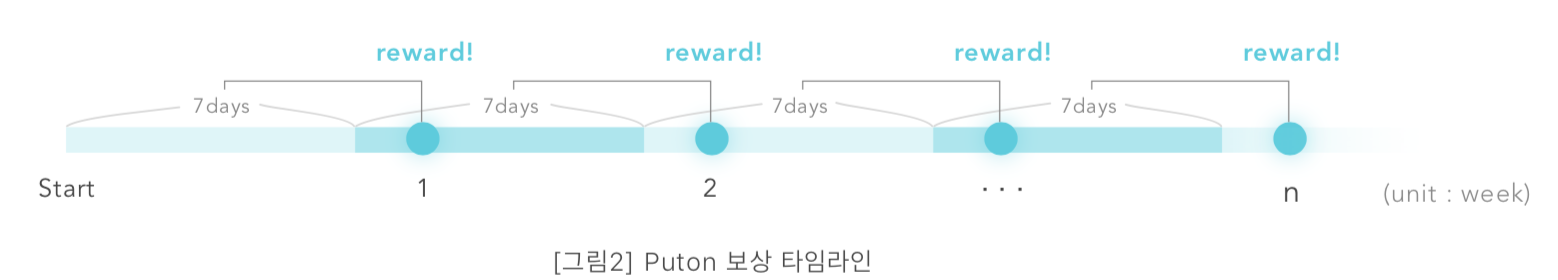 reward! reward! reward! reward!
7days 7days 7days 7days
Start 1 2 ··· n (unit : week)
[그림2] Puton 보상 타임라인